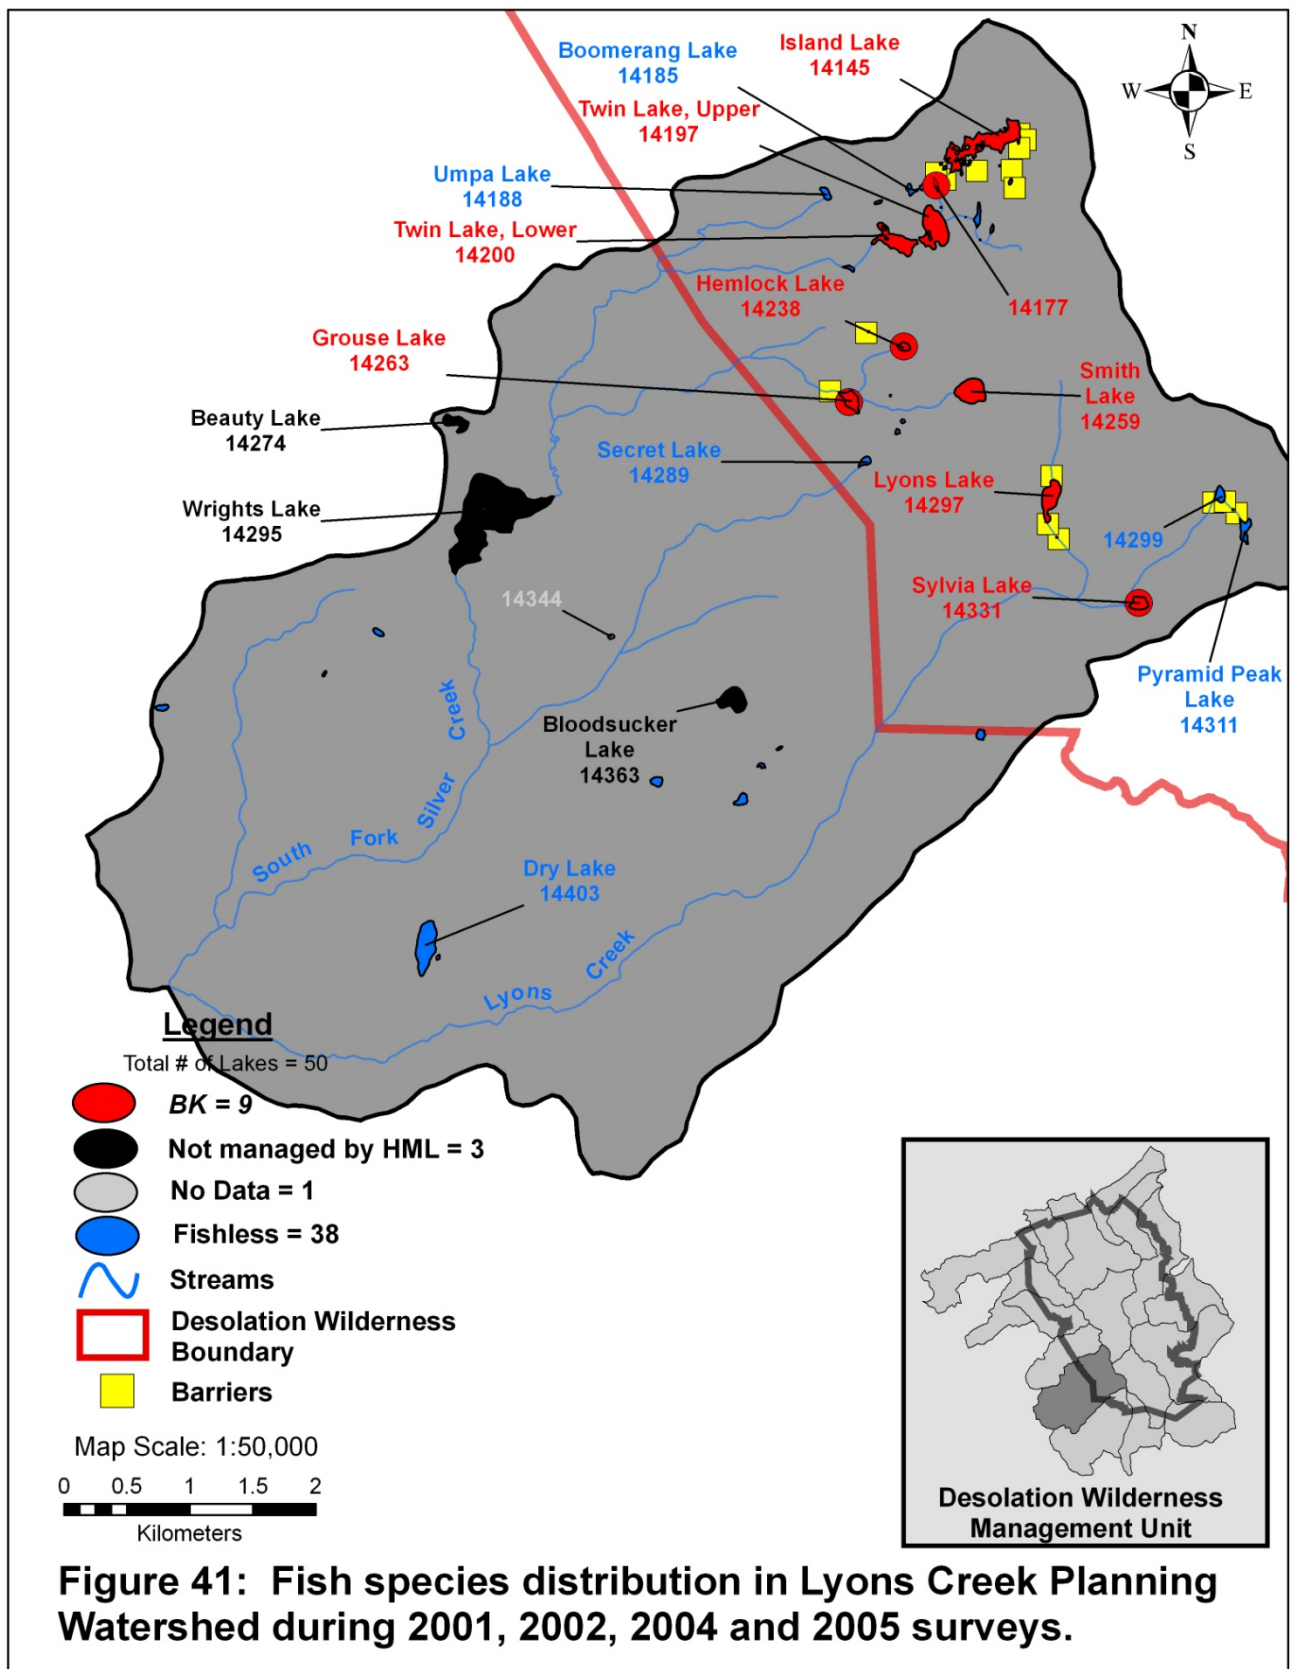 N
W E
S
Island Lake
14145
Boomerang Lake
14185
Twin Lake, Upper
14197
Umpa Lake
14188
Twin Lake, Lower
14200
Hemlock Lake
14238
14177
Grouse Lake
14263
Smith
Lake
14259
Beauty Lake
14274
Secret Lake
14289
Lyons Lake
14297
Wrights Lake
14295
14299
14344
Sylvia Lake
14331
Pyramid Peak
Lake
14311
Bloodsucker
Lake
14363
South Fork Silver Creek
Dry Lake
14403
Lyons Creek
Legend
Total # of Lakes = 50
BK = 9
Not managed by HML = 3
No Data = 1
Fishless = 38
Streams
Desolation Wilderness
Boundary
Barriers
Map Scale: 1:50,000
0 0.5 1 1.5 2
Kilometers
Desolation Wilderness
Management Unit
Figure 41: Fish species distribution in Lyons Creek Planning
Watershed during 2001, 2002, 2004 and 2005 surveys.